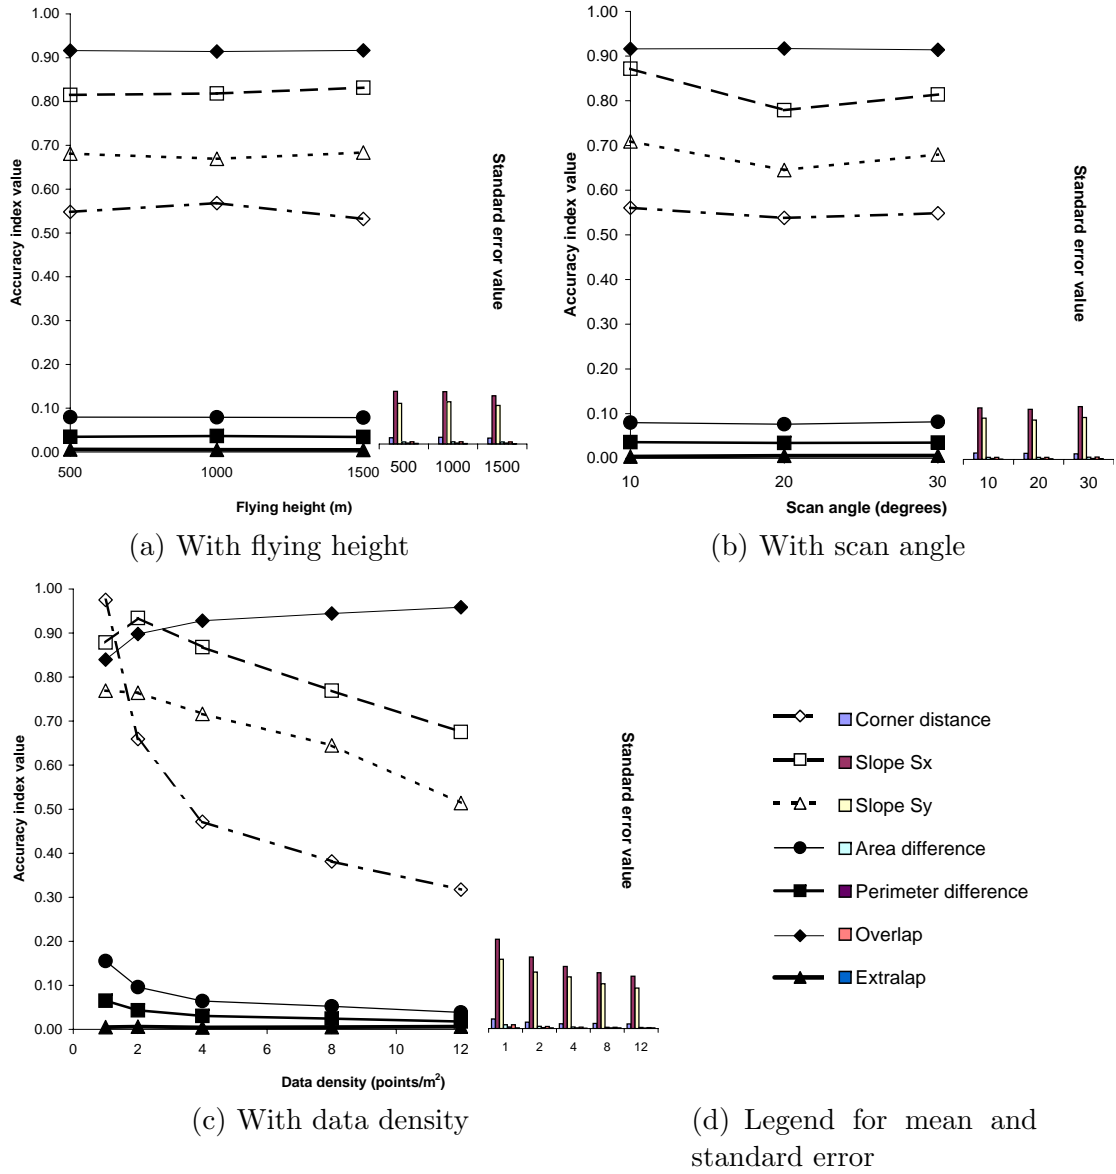 1.00
0.90
0.80
0.70
0.60
0.50
0.40
0.30
0.20
0.10
0.00
Accuracy index value
500 1000 1500
Flying height (m)
Standard error value
500 1000 1500
(a) With flying height
1.00
0.90
0.80
0.70
0.60
0.50
0.40
0.30
0.20
0.10
0.00
Accuracy index value
10 20 30
Scan angle (degrees)
Standard error value
10 20 30
(b) With scan angle
1.00
0.90
0.80
0.70
0.60
0.50
0.40
0.30
0.20
0.10
0.00
Accuracy index value
0 2 4 6 8 10 12
Data density (points/m²)
Standard error value
1 2 4 8 12
(c) With data density
Corner distance
Slope Sx
Slope Sy
Area difference
Perimeter difference
Overlap
Extralap
(d) Legend for mean and
standard error